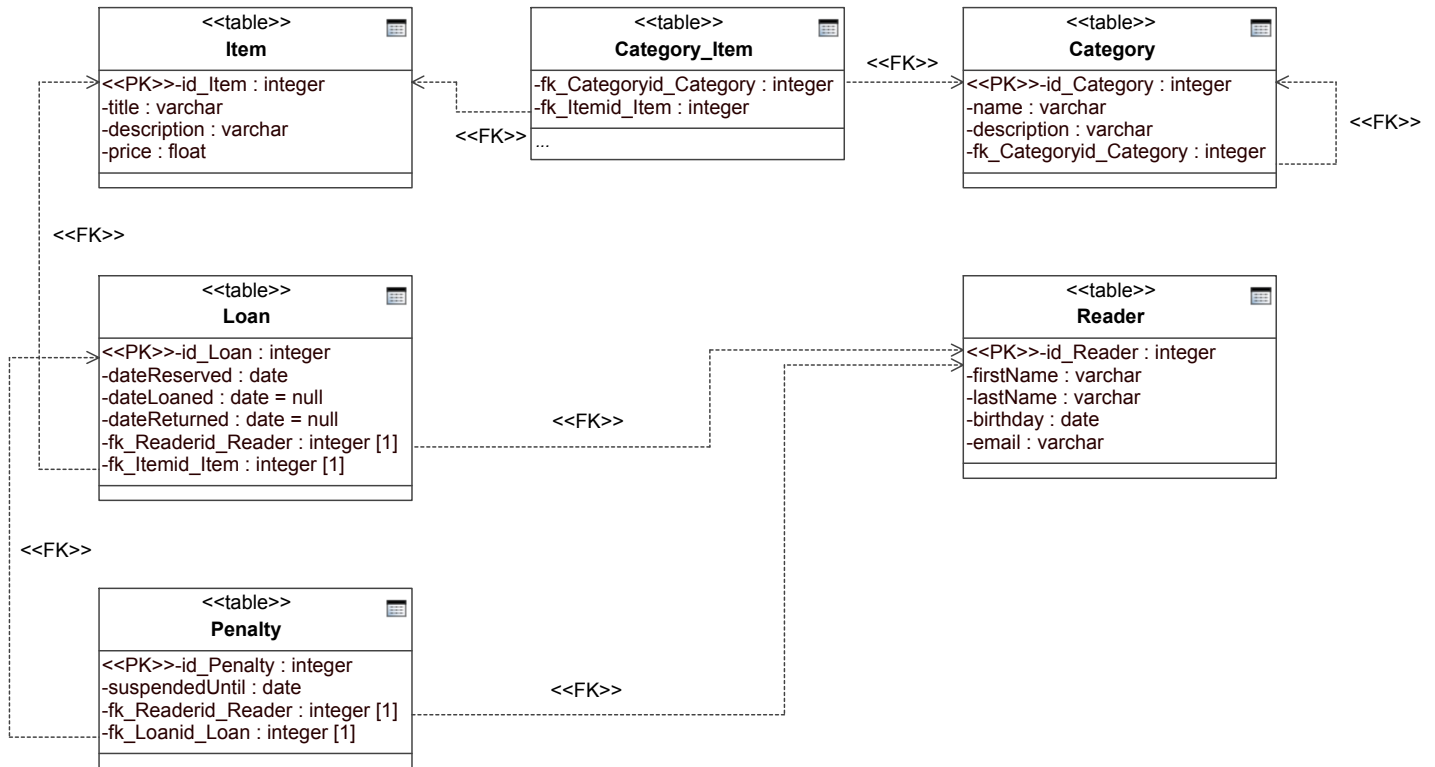 <<table>>
Item
<<PK>>-id_Item : integer
-title : varchar
-description : varchar
-price : float
<<table>>
Category_Item
-fk_Categoryid_Category : integer
-fk_Itemid_Item : integer
...
<<FK>>
<<FK>>
<<table>>
Category
<<PK>>-id_Category : integer
-name : varchar
-description : varchar
-fk_Categoryid_Category : integer
<<FK>>
<<FK>>
<<table>>
Loan
<<PK>>-id_Loan : integer
-dateReserved : date
-dateLoaned : date = null
-dateReturned : date = null
-fk_Readerid_Reader : integer [1]
-fk_Itemid_Item : integer [1]
<<FK>>
<<table>>
Reader
<<PK>>-id_Reader : integer
-firstName : varchar
-lastName : varchar
-birthday : date
-email : varchar
<<FK>>
<<table>>
Penalty
<<PK>>-id_Penalty : integer
-suspendedUntil : date
-fk_Readerid_Reader : integer [1]
-fk_Loanid_Loan : integer [1]
<<FK>>